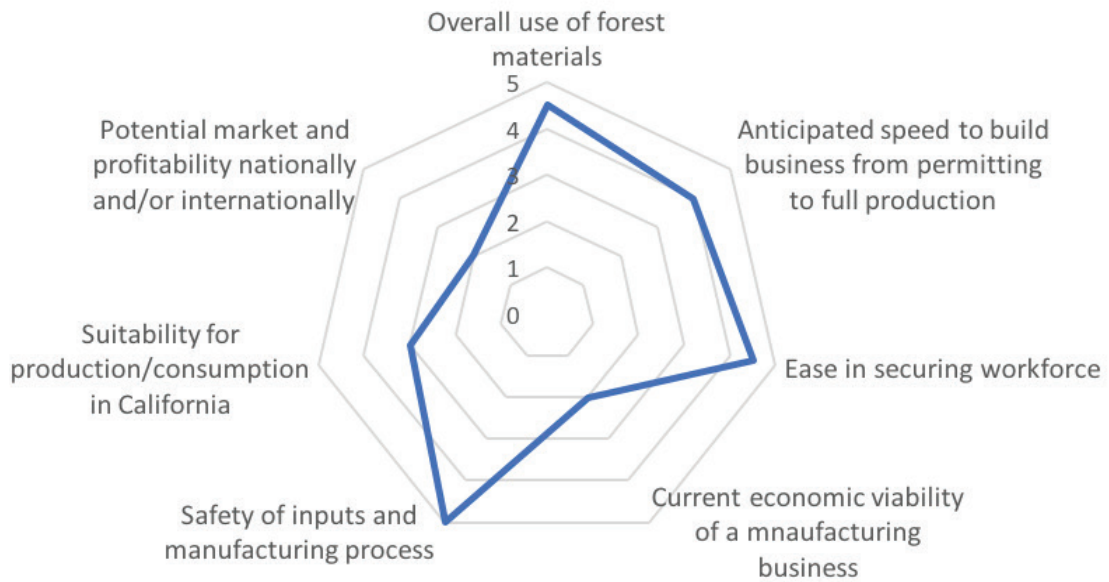 Overall use of forest
materials
Anticipated speed to build
business from permitting
to full production
Ease in securing workforce
Current economic viability
of a mnaufacturing
business
Safety of inputs and
manufacturing process
Suitability for
production/consumption
in California
Potential market and
profitability nationally
and/or internationally
5
4
3
2
1
0